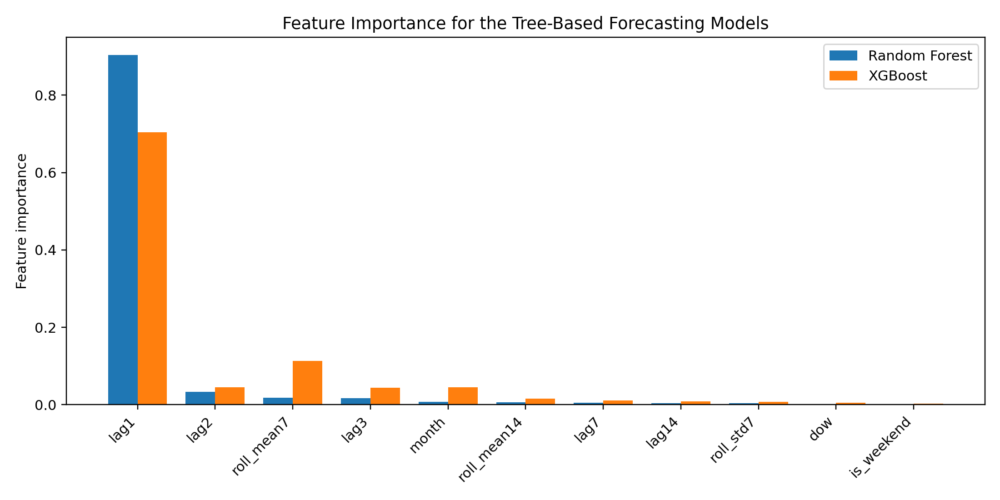 Feature Importance for the Tree-Based Forecasting Models
Random Forest
XGBoost
Feature importance
0.8
0.6
0.4
0.2
0.0
lag1
lag2
roll_mean7
lag3
month
roll_mean14
lag7
lag14
roll_std7
dow
is_weekend